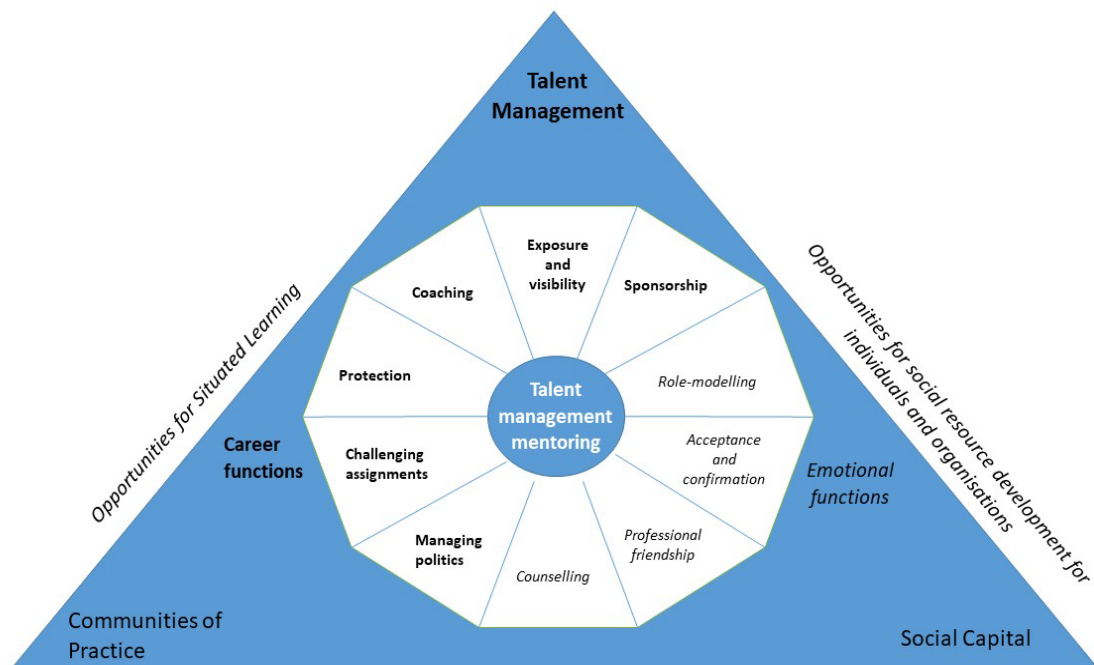 Talent
Management
Opportunities for Situated Learning
Opportunities for social resource development for
individuals and organisations
Exposure
and
visibility
Coaching
Sponsorship
Protection
Role-modelling
Talent
management
mentoring
Career
functions
Challenging
assignments
Acceptance
and
confirmation
Emotional
functions
Managing
politics
Counselling
Professional
friendship
Communities of
Practice
Social Capital